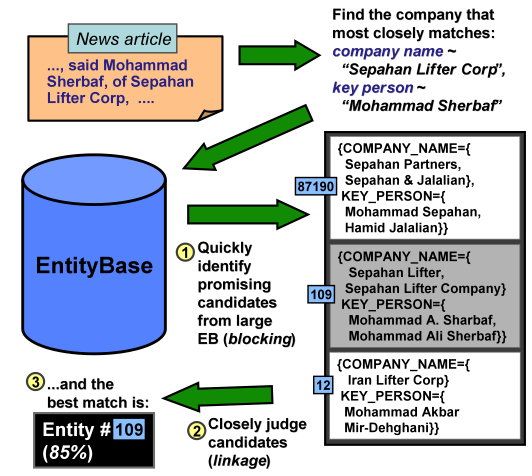 News article
..., said Mohammad
Sherbaf, of Sepahan
Lifter Corp,  ....
Find the company that
most closely matches:
company name ~
“Sepahan Lifter Corp”,
key person ~
“Mohammad Sherbaf”
EntityBase
1 Quickly
identify
promising
candidates
from large
EB (blocking)
87190
{COMPANY_NAME={
Sepahan Partners,
Sepahan & Jalalian},
KEY_PERSON={
Mohammad Sepahan,
Hamid Jalalian}}
109
{COMPANY_NAME={
Sepahan Lifter,
Sepahan Lifter Company}
KEY_PERSON={
Mohammad A. Sharbaf,
Mohammad Ali Sherbaf}}
12
{COMPANY_NAME={
Iran Lifter Corp}
KEY_PERSON={
Mohammad Akbar
Mir-Dehghani}}
2 Closely judge
candidates
(linkage)
3 ...and the
best match is:
Entity # 109
(85%)